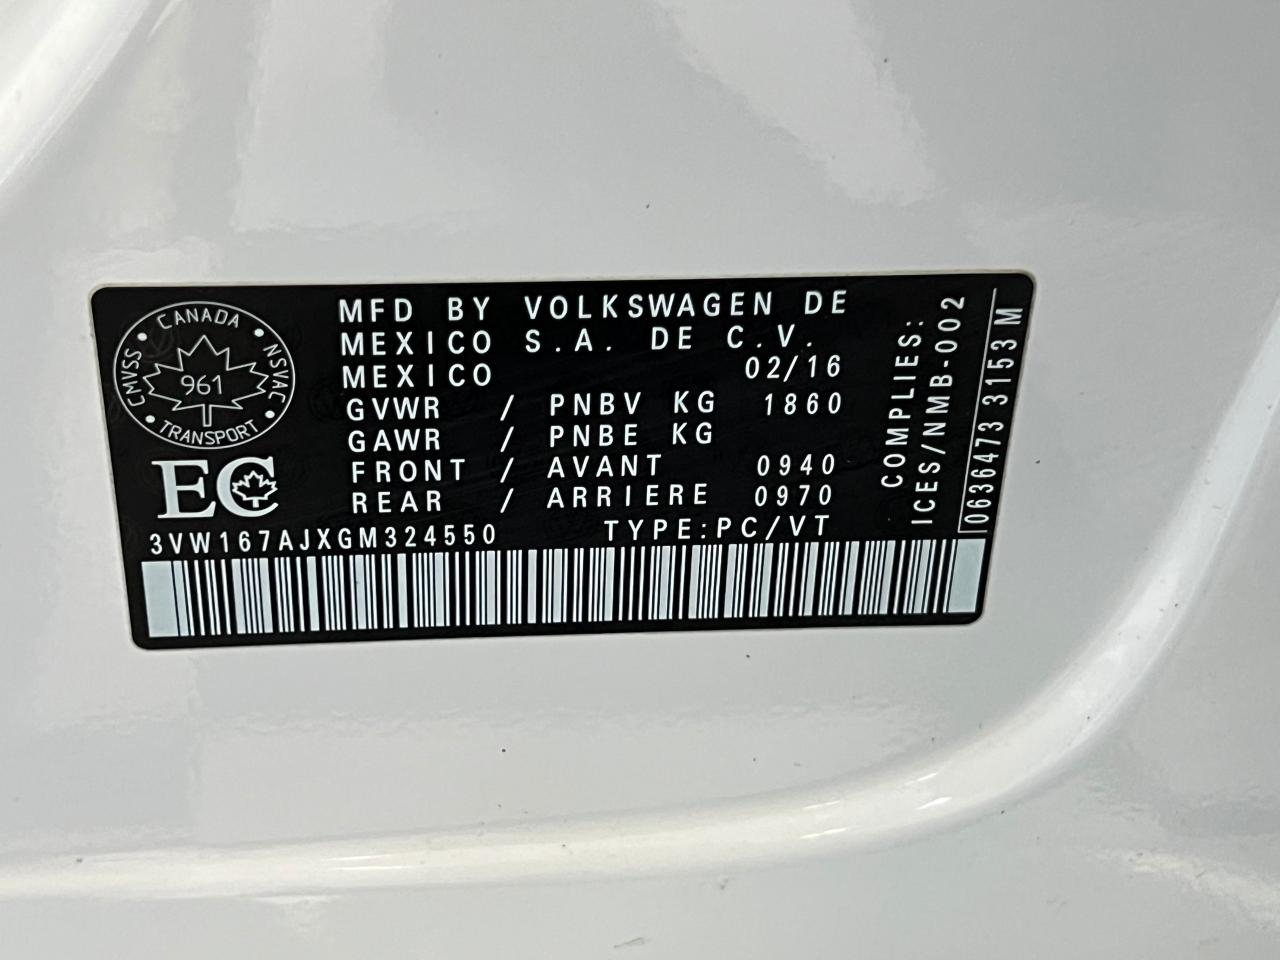 CANADA
CMVSS
NSVAC
961
TRANSPORT
EC
MFD BY VOLKSWAGEN DE
MEXICO S.A. DE C.V.
MEXICO 02/16
GVWR / PNBV KG 1860
GAWR / PNBE KG
FRONT / AVANT 0940
REAR / ARRIERE 0970
3VW167AJXGM324550 TYPE:PC/VT
COMPLIES:
ICES/NMB-002
0636473 3153 M